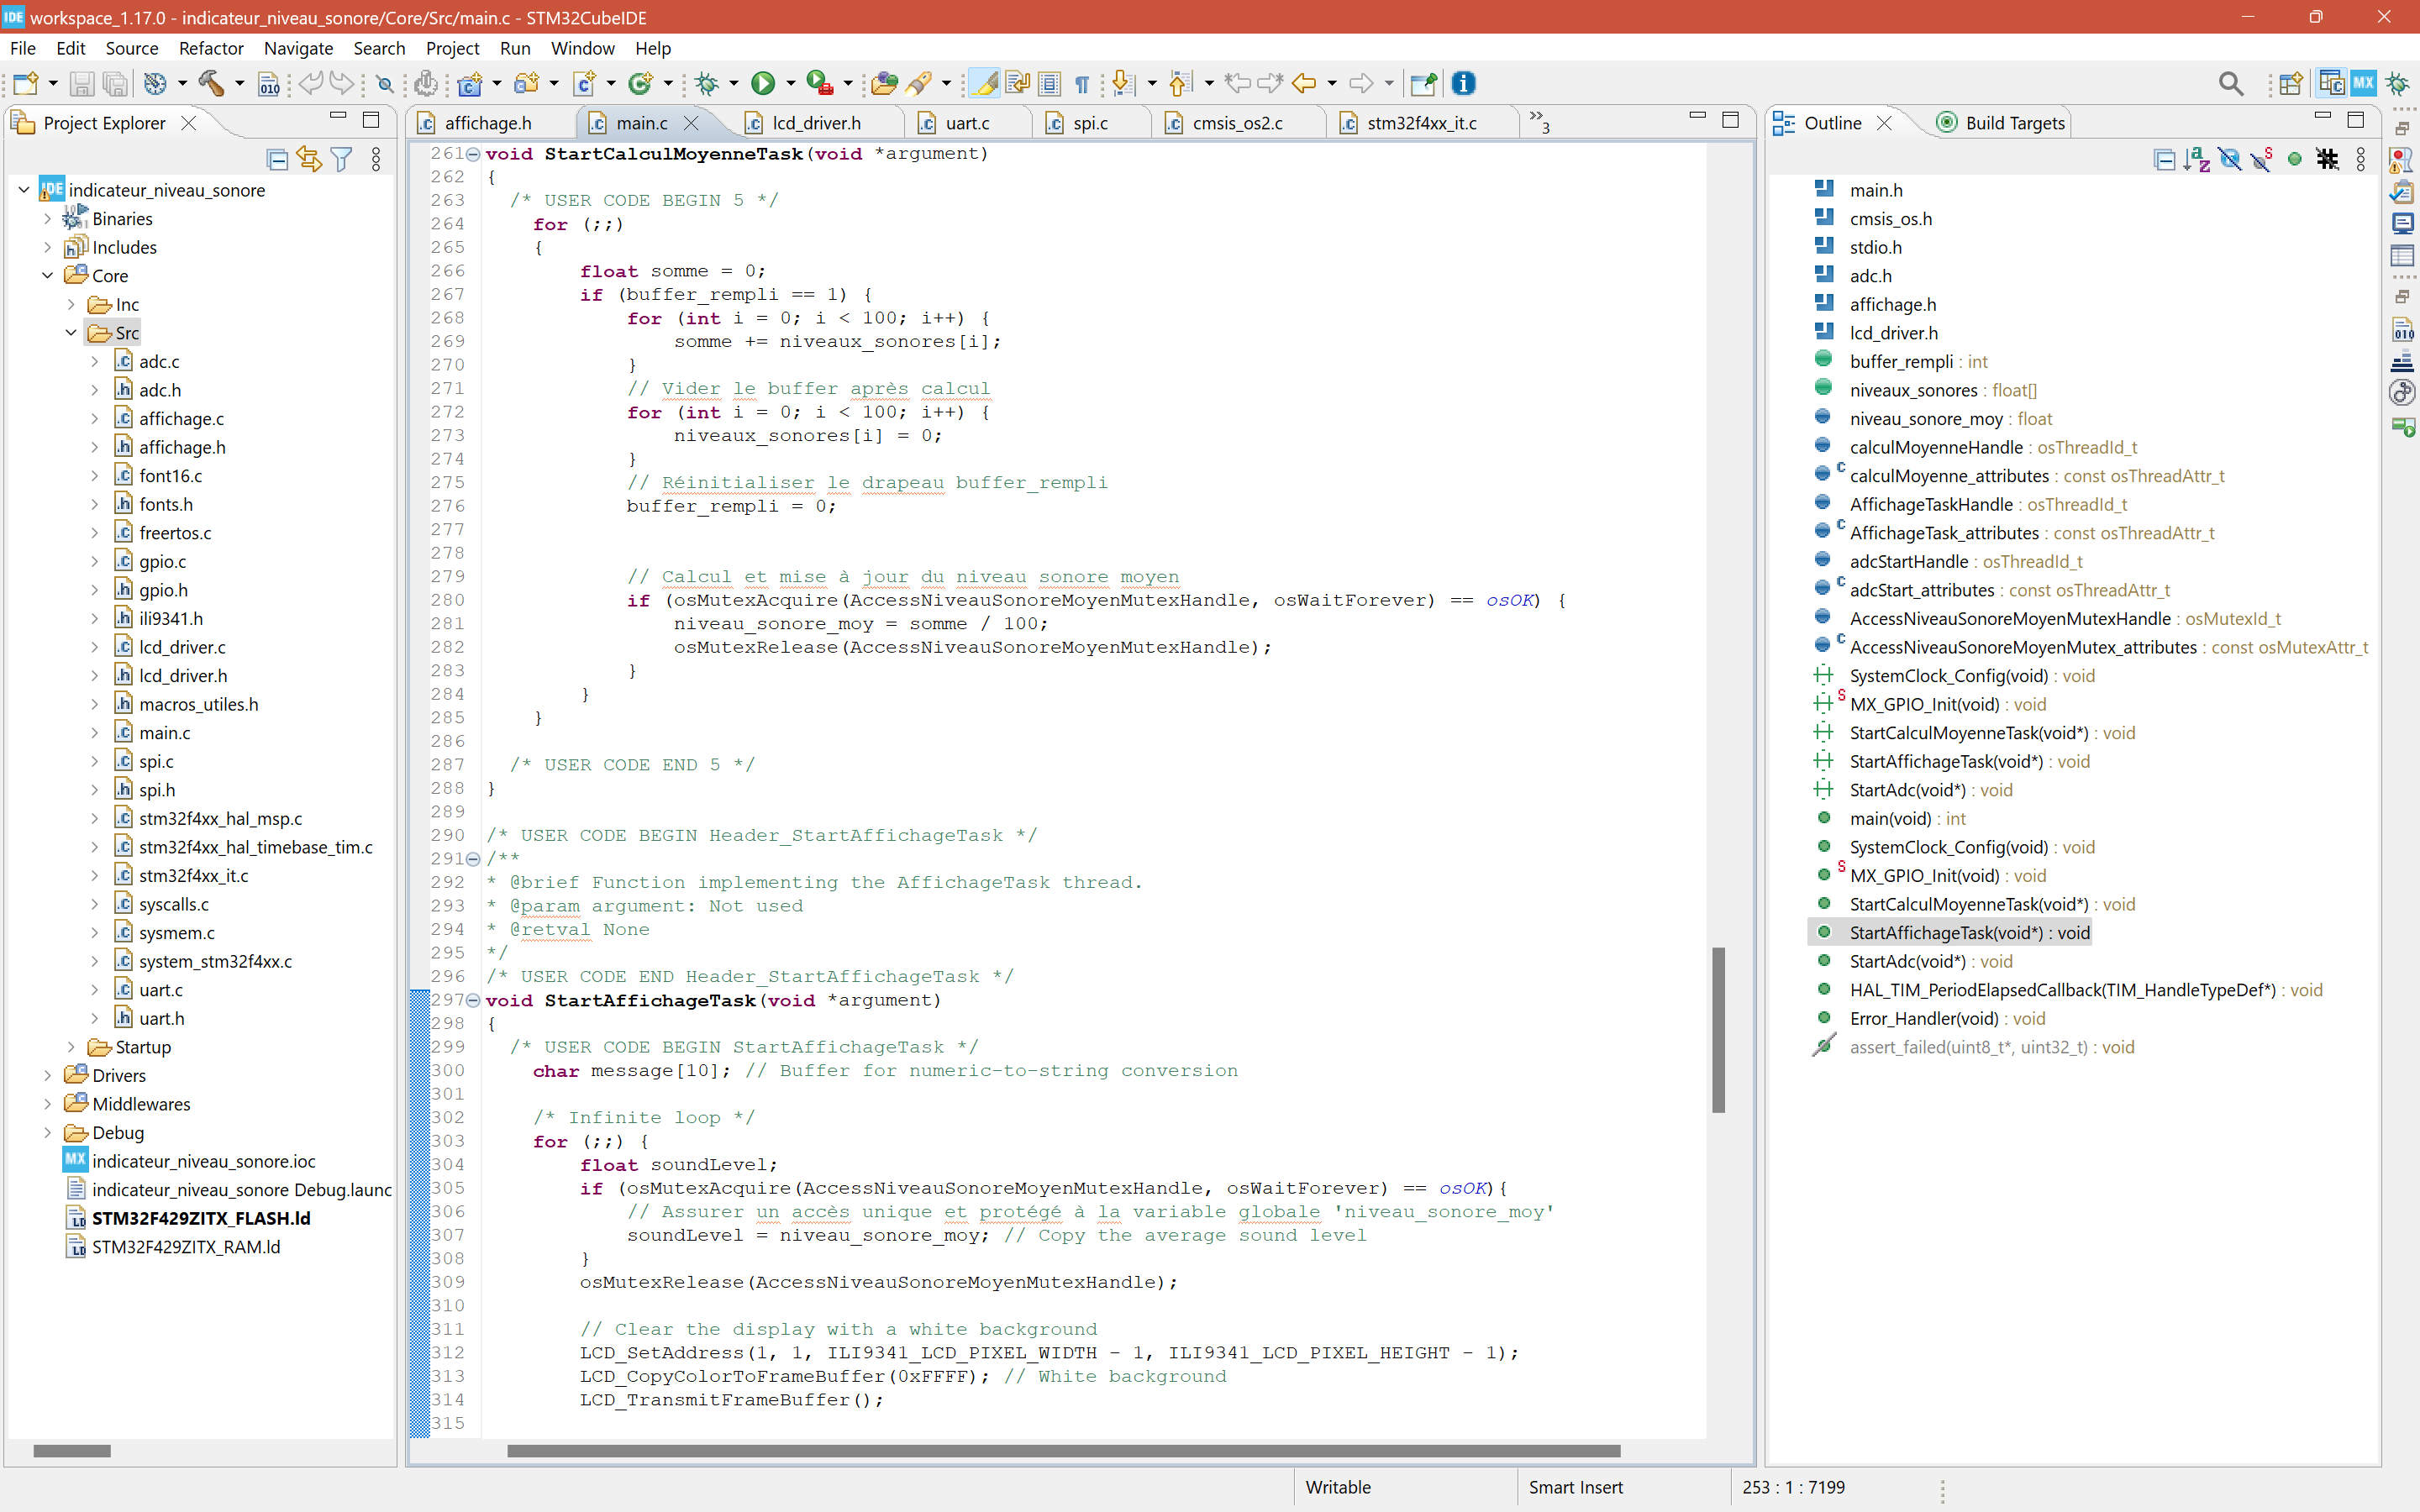 IDE workspace_1.17.0 - indicateur_niveau_sonore/Core/Src/main.c - STM32CubeIDE
File Edit Source Refactor Navigate Search Project Run Window Help
Project Explorer
IDE indicateur_niveau_sonore
Binaries
Includes
Core
Inc
Src
adc.c
adc.h
affichage.c
affichage.h
font16.c
fonts.h
freertos.c
gpio.c
gpio.h
ili9341.h
lcd_driver.c
lcd_driver.h
macros_utiles.h
main.c
spi.c
spi.h
stm32f4xx_hal_msp.c
stm32f4xx_hal_timebase_tim.c
stm32f4xx_it.c
syscalls.c
sysmem.c
system_stm32f4xx.c
uart.c
uart.h
Startup
Drivers
Middlewares
Debug
MX indicateur_niveau_sonore.ioc
indicateur_niveau_sonore Debug.launc
STM32F429ZITX_FLASH.ld
STM32F429ZITX_RAM.ld
affichage.h main.c lcd_driver.h uart.c spi.c cmsis_os2.c stm32f4xx_it.c »3
261 void StartCalculMoyenneTask(void *argument)
262 {
263 /* USER CODE BEGIN 5 */
264 for (;;)
265 {
266 float somme = 0;
267 if (buffer_rempli == 1) {
268 for (int i = 0; i < 100; i++) {
269 somme += niveaux_sonores[i];
270 }
271 // Vider le buffer après calcul
272 for (int i = 0; i < 100; i++) {
273 niveaux_sonores[i] = 0;
274 }
275 // Réinitialiser le drapeau buffer_rempli
276 buffer_rempli = 0;
277
278
279 // Calcul et mise à jour du niveau sonore moyen
280 if (osMutexAcquire(AccessNiveauSonoreMoyenMutexHandle, osWaitForever) == osOK) {
281 niveau_sonore_moy = somme / 100;
282 osMutexRelease(AccessNiveauSonoreMoyenMutexHandle);
283 }
284 }
285 }
286
287 /* USER CODE END 5 */
288 }
289
290 /* USER CODE BEGIN Header_StartAffichageTask */
291 /**
292 * @brief Function implementing the AffichageTask thread.
293 * @param argument: Not used
294 * @retval None
295 */
296 /* USER CODE END Header_StartAffichageTask */
297 void StartAffichageTask(void *argument)
298 {
299 /* USER CODE BEGIN StartAffichageTask */
300 char message[10]; // Buffer for numeric-to-string conversion
301
302 /* Infinite loop */
303 for (;;) {
304 float soundLevel;
305 if (osMutexAcquire(AccessNiveauSonoreMoyenMutexHandle, osWaitForever) == osOK){
306 // Assurer un accès unique et protégé à la variable globale 'niveau_sonore_moy'
307 soundLevel = niveau_sonore_moy; // Copy the average sound level
308 }
309 osMutexRelease(AccessNiveauSonoreMoyenMutexHandle);
310
311 // Clear the display with a white background
312 LCD_SetAddress(1, 1, ILI9341_LCD_PIXEL_WIDTH - 1, ILI9341_LCD_PIXEL_HEIGHT - 1);
313 LCD_CopyColorToFrameBuffer(0xFFFF); // White background
314 LCD_TransmitFrameBuffer();
315
Outline Build Targets
main.h
cmsis_os.h
stdio.h
adc.h
affichage.h
lcd_driver.h
buffer_rempli : int
niveaux_sonores : float[]
niveau_sonore_moy : float
calculMoyenneHandle : osThreadId_t
calculMoyenne_attributes : const osThreadAttr_t
AffichageTaskHandle : osThreadId_t
AffichageTask_attributes : const osThreadAttr_t
adcStartHandle : osThreadId_t
adcStart_attributes : const osThreadAttr_t
AccessNiveauSonoreMoyenMutexHandle : osMutexId_t
AccessNiveauSonoreMoyenMutex_attributes : const osMutexAttr_t
SystemClock_Config(void) : void
MX_GPIO_Init(void) : void
StartCalculMoyenneTask(void*) : void
StartAffichageTask(void*) : void
StartAdc(void*) : void
main(void) : int
SystemClock_Config(void) : void
MX_GPIO_Init(void) : void
StartCalculMoyenneTask(void*) : void
StartAffichageTask(void*) : void
StartAdc(void*) : void
HAL_TIM_PeriodElapsedCallback(TIM_HandleTypeDef*) : void
Error_Handler(void) : void
assert_failed(uint8_t*, uint32_t) : void
Writable Smart Insert 253 : 1 : 7199